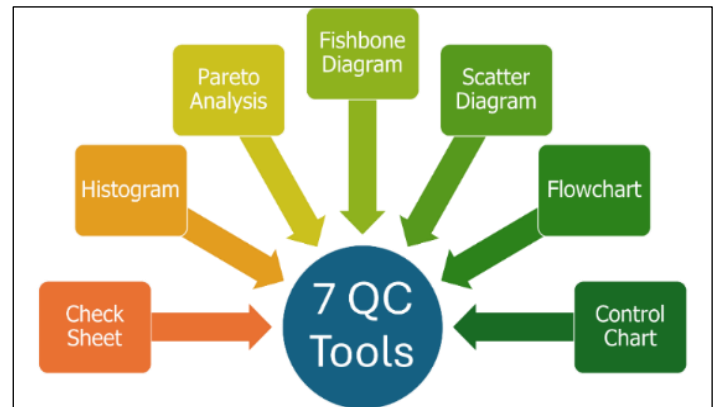 Fishbone
Diagram
Pareto
Analysis
Scatter
Diagram
Histogram
Flowchart
Check
Sheet
7 QC
Tools
Control
Chart